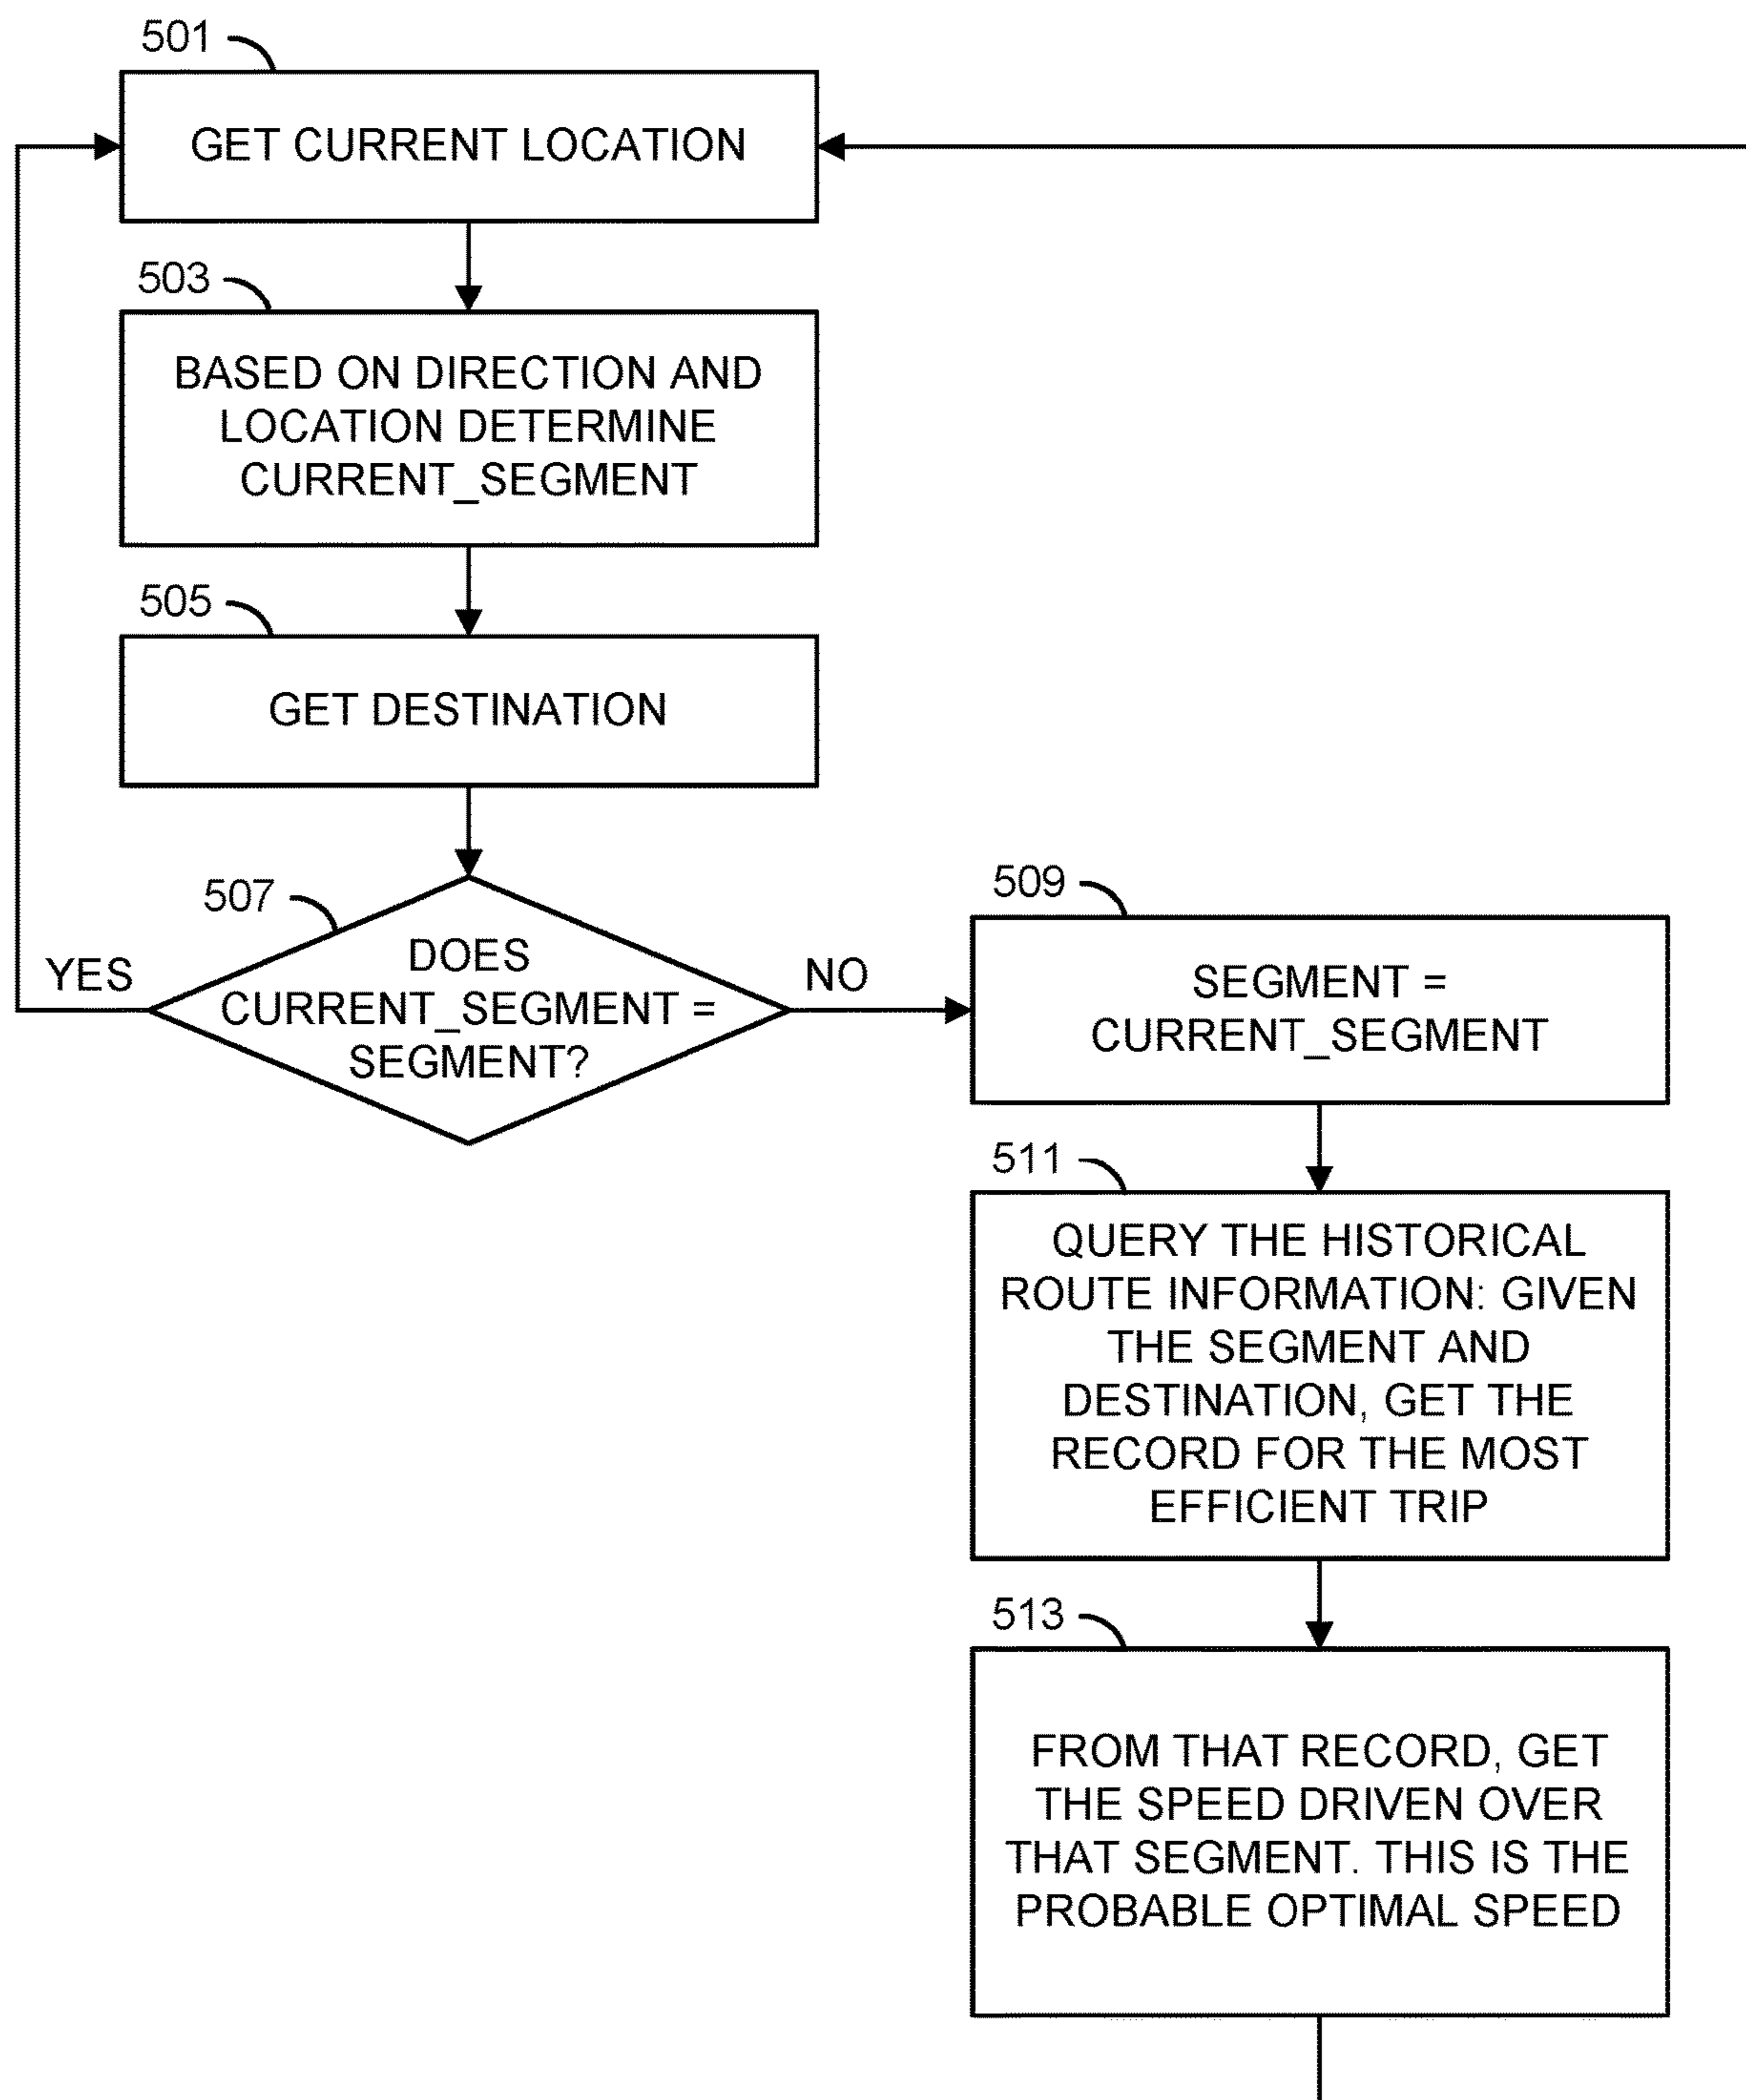 501
GET CURRENT LOCATION
503
BASED ON DIRECTION AND
LOCATION DETERMINE
CURRENT_SEGMENT
505
GET DESTINATION
507
DOES
CURRENT_SEGMENT =
SEGMENT?
YES
NO
509
SEGMENT =
CURRENT_SEGMENT
511
QUERY THE HISTORICAL
ROUTE INFORMATION: GIVEN
THE SEGMENT AND
DESTINATION, GET THE
RECORD FOR THE MOST
EFFICIENT TRIP
513
FROM THAT RECORD, GET
THE SPEED DRIVEN OVER
THAT SEGMENT. THIS IS THE
PROBABLE OPTIMAL SPEED